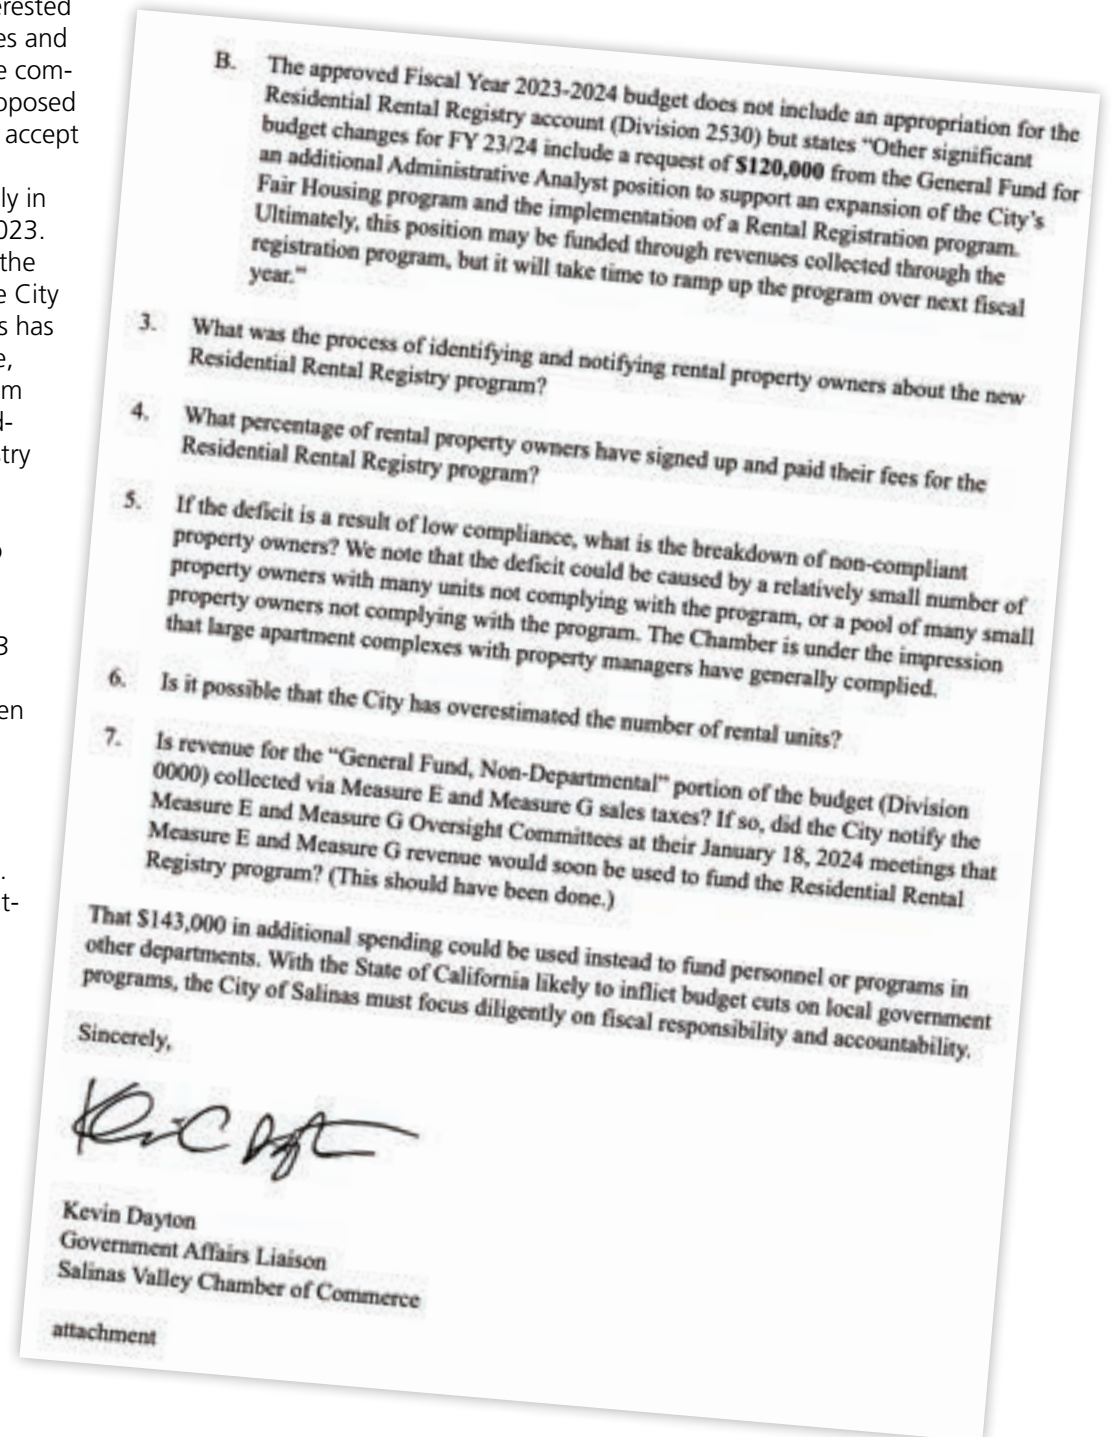 erested
es and
e com-
oposed
accept
ly in
023.
the
e City
s has
e,
m
d-
try
3
en
.
t-
B. The approved Fiscal Year 2023-2024 budget does not include an appropriation for the
Residential Rental Registry account (Division 2530) but states “Other significant
budget changes for FY 23/24 include a request of $120,000 from the General Fund for
an additional Administrative Analyst position to support an expansion of the City’s
Fair Housing program and the implementation of a Rental Registration program.
Ultimately, this position may be funded through revenues collected through the
registration program, but it will take time to ramp up the program over next fiscal
year.”
3. What was the process of identifying and notifying rental property owners about the new
Residential Rental Registry program?
4. What percentage of rental property owners have signed up and paid their fees for the
Residential Rental Registry program?
5. If the deficit is a result of low compliance, what is the breakdown of non-compliant
property owners? We note that the deficit could be caused by a relatively small number of
property owners with many units not complying with the program, or a pool of many small
property owners not complying with the program. The Chamber is under the impression
that large apartment complexes with property managers have generally complied.
6. Is it possible that the City has overestimated the number of rental units?
7. Is revenue for the “General Fund, Non-Departmental” portion of the budget (Division
0000) collected via Measure E and Measure G sales taxes? If so, did the City notify the
Measure E and Measure G Oversight Committees at their January 18, 2024 meetings that
Measure E and Measure G revenue would soon be used to fund the Residential Rental
Registry program? (This should have been done.)
That $143,000 in additional spending could be used instead to fund personnel or programs in
other departments. With the State of California likely to inflict budget cuts on local government
programs, the City of Salinas must focus diligently on fiscal responsibility and accountability.
Sincerely,
Kevin Dayton
Government Affairs Liaison
Salinas Valley Chamber of Commerce
attachment